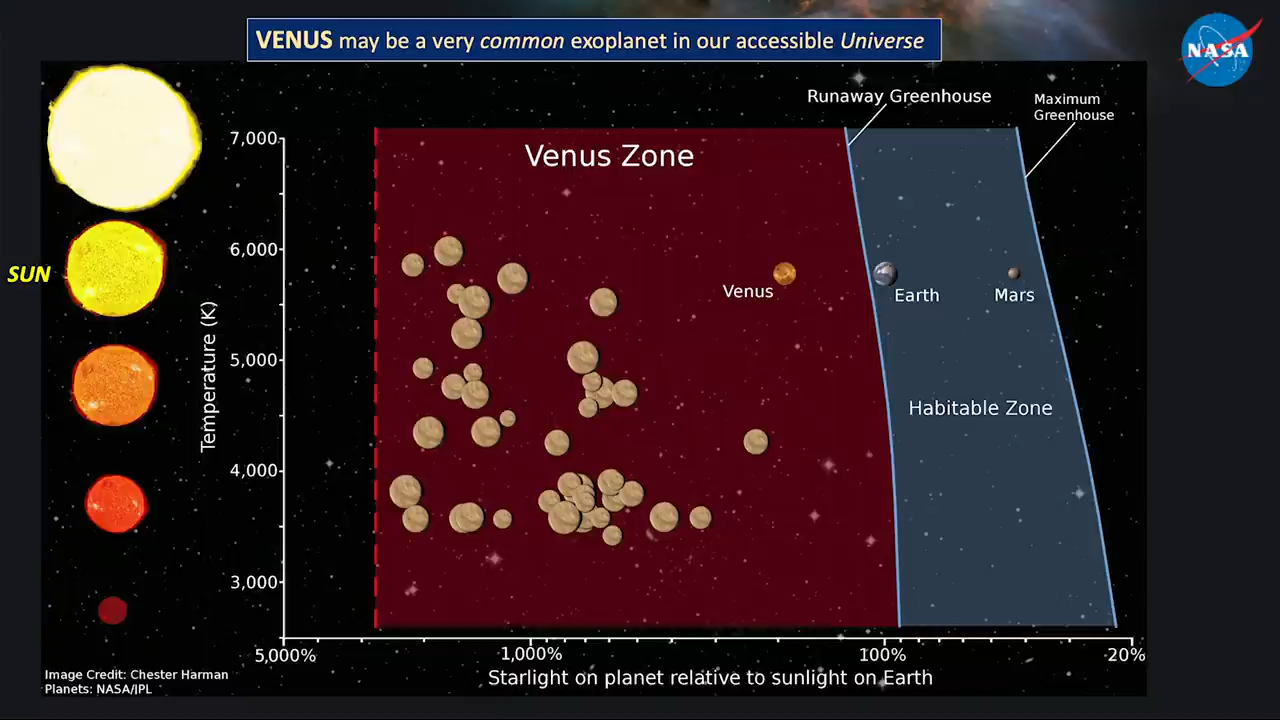 VENUS may be a very common exoplanet in our accessible Universe
NASA
Runaway Greenhouse
Maximum
Greenhouse
7,000
Venus Zone
6,000
SUN
Venus
Earth
Mars
Temperature (K)
5,000
Habitable Zone
4,000
3,000
5,000%
1,000%
100%
20%
Starlight on planet relative to sunlight on Earth
Image Credit: Chester Harman
Planets: NASA/JPL